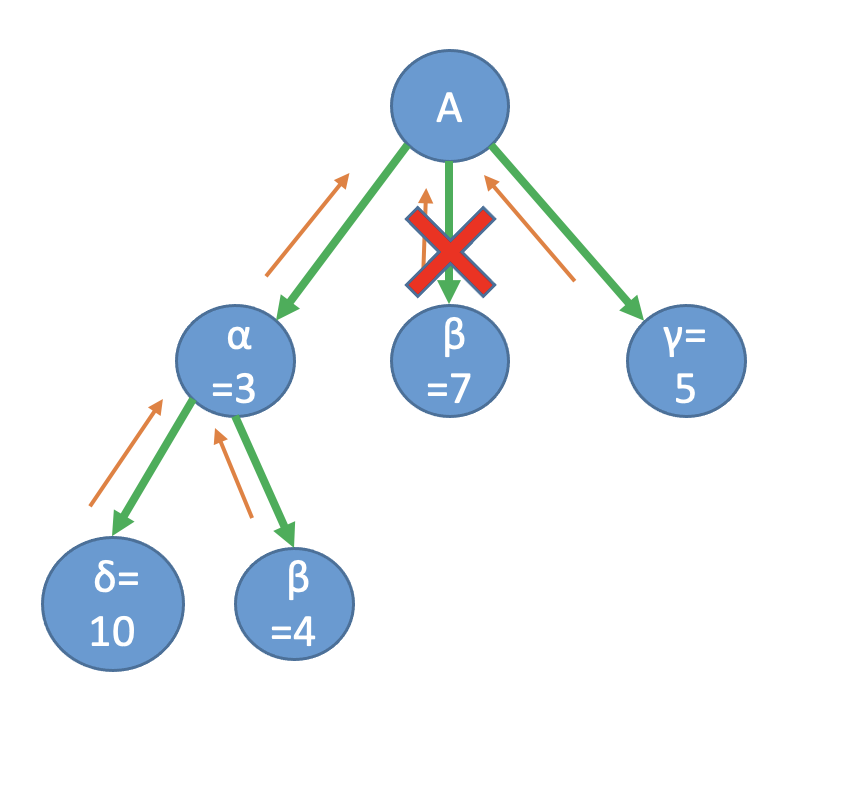 A
α
=3
β
=7
γ=
5
δ=
10
β
=4